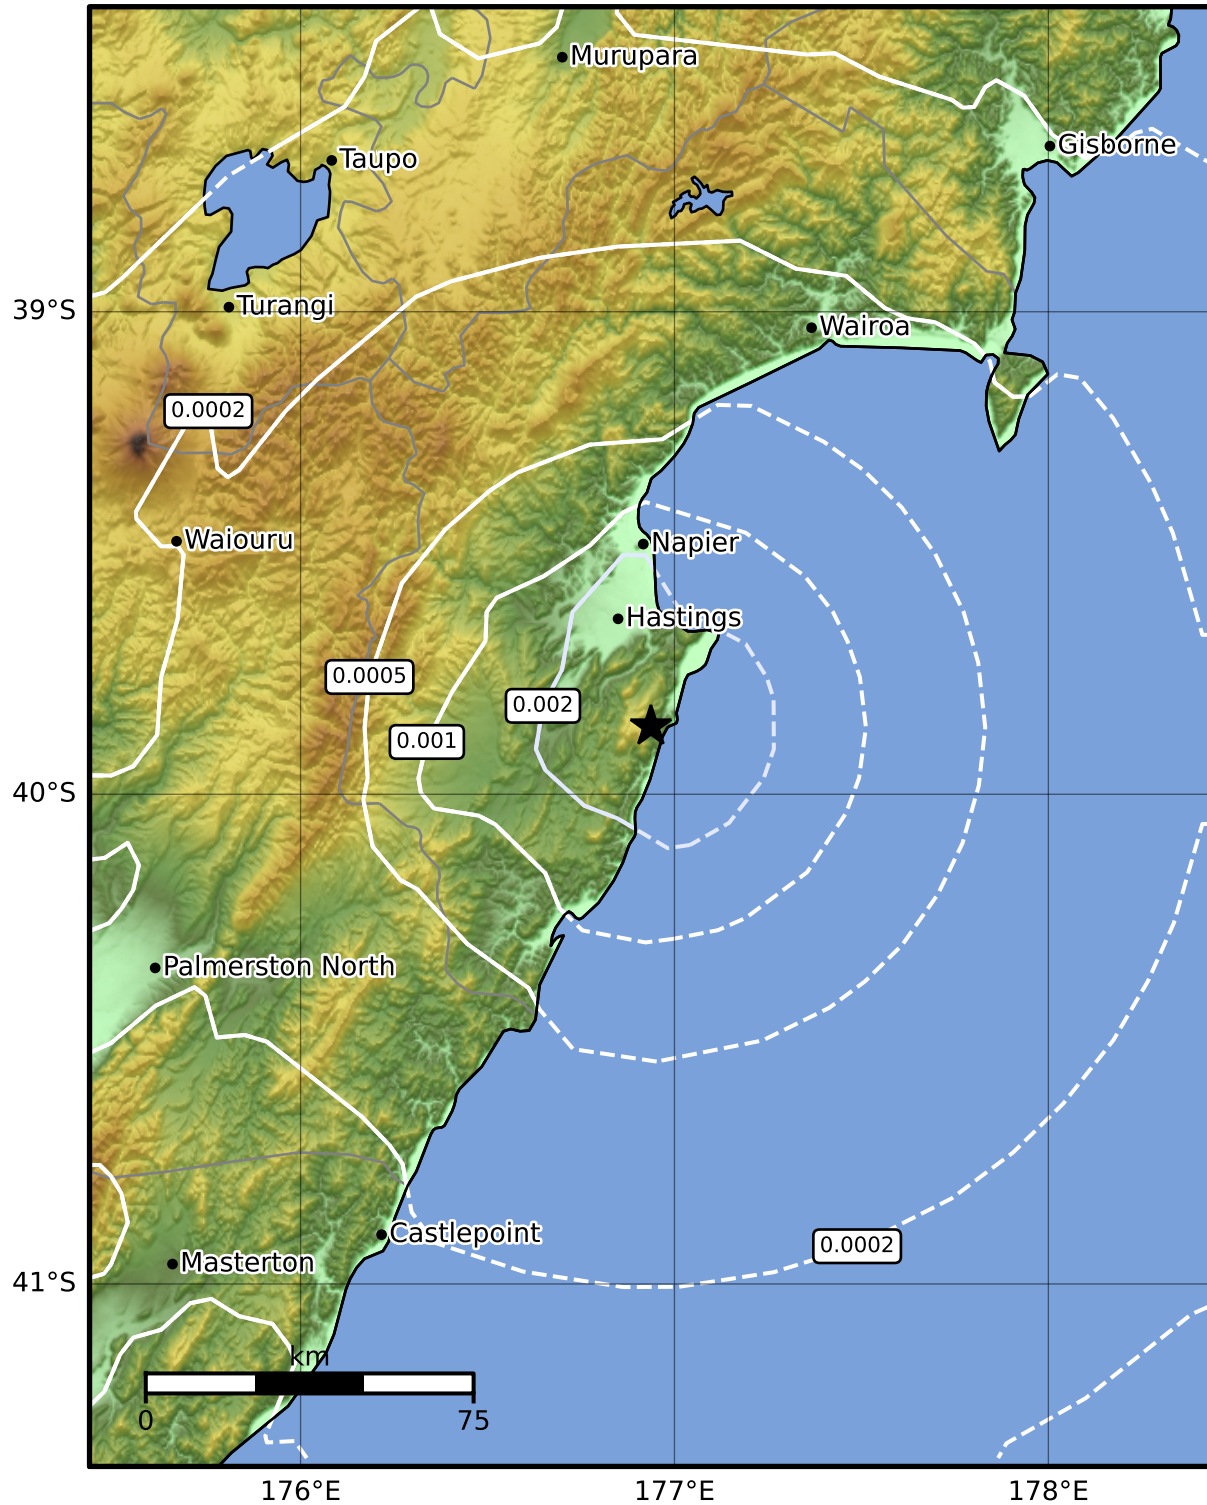 Murupara
Gisborne
Taupo
Turangi
39°S
Wairoa
0.0002
Waiouru
Napier
Hastings
0.0005
0.002
0.001
40°S
Palmerston North
Castlepoint
0.0002
Masterton
41°S
km
0
75
176°E
177°E
178°E